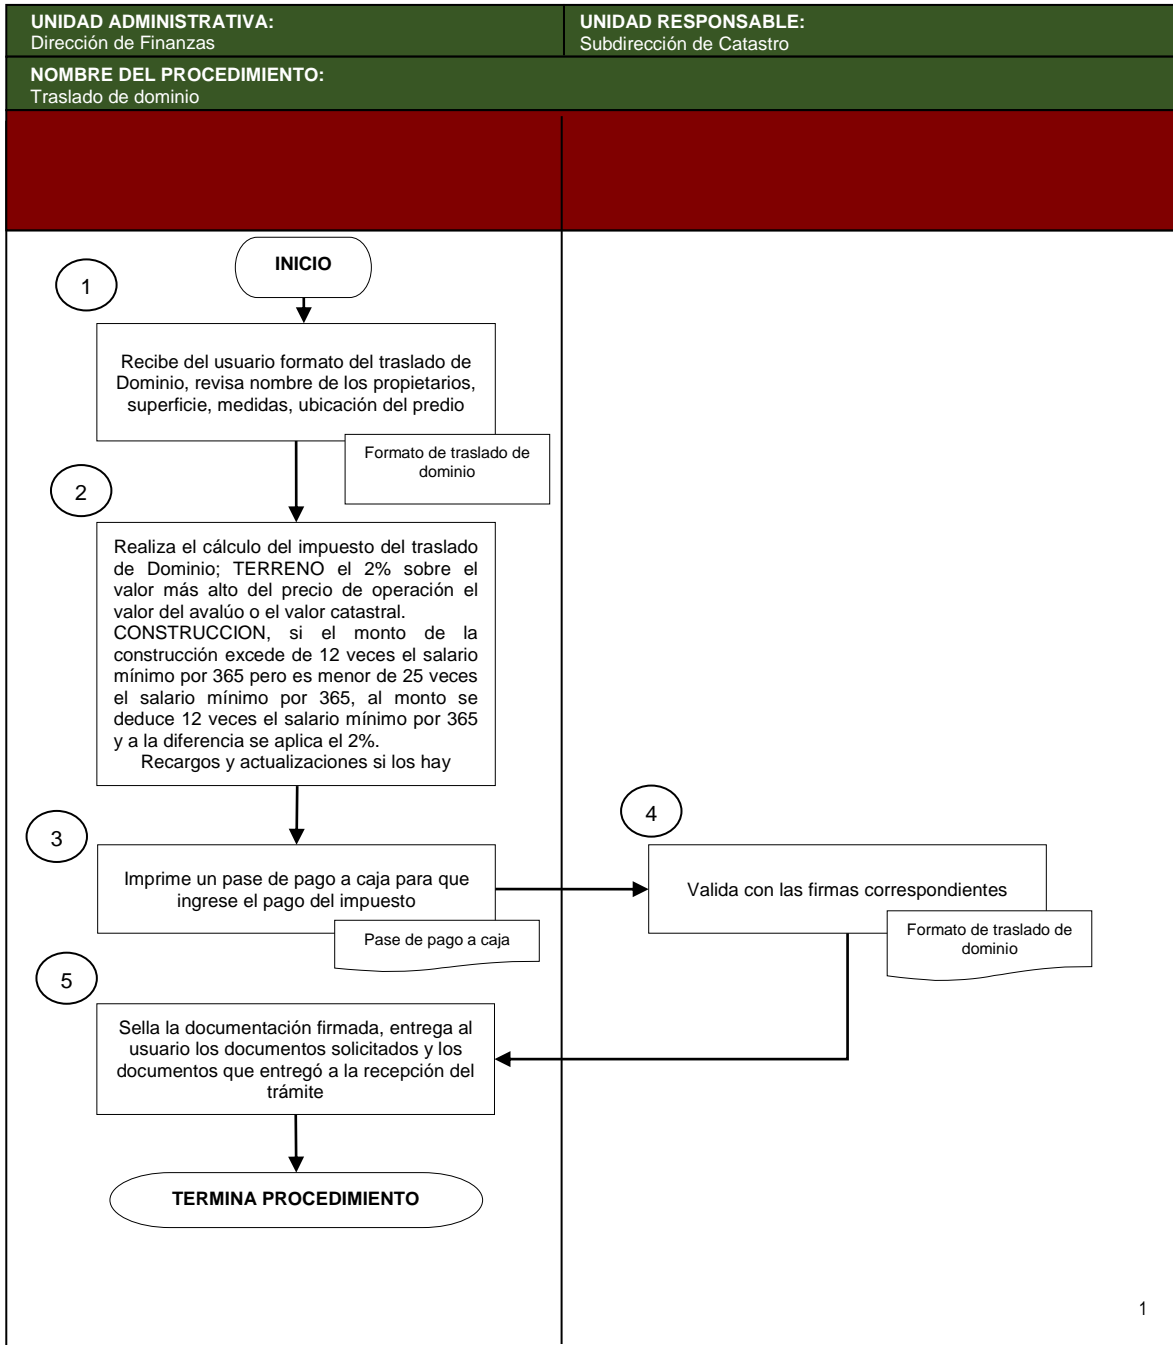 UNIDAD ADMINISTRATIVA:
Dirección de Finanzas
UNIDAD RESPONSABLE:
Subdirección de Catastro
NOMBRE DEL PROCEDIMIENTO:
Traslado de dominio
INICIO
1
Recibe del usuario formato del traslado de
Dominio, revisa nombre de los propietarios,
superficie, medidas, ubicación del predio
Formato de traslado de
dominio
2
Realiza el cálculo del impuesto del traslado
de Dominio; TERRENO el 2% sobre el
valor más alto del precio de operación el
valor del avalúo o el valor catastral.
CONSTRUCCION, si el monto de la
construcción excede de 12 veces el salario
mínimo por 365 pero es menor de 25 veces
el salario mínimo por 365, al monto se
deduce 12 veces el salario mínimo por 365
y a la diferencia se aplica el 2%.
Recargos y actualizaciones si los hay
3
Imprime un pase de pago a caja para que
ingrese el pago del impuesto
Pase de pago a caja
4
Valida con las firmas correspondientes
Formato de traslado de
dominio
5
Sella la documentación firmada, entrega al
usuario los documentos solicitados y los
documentos que entregó a la recepción del
trámite
TERMINA PROCEDIMIENTO
1